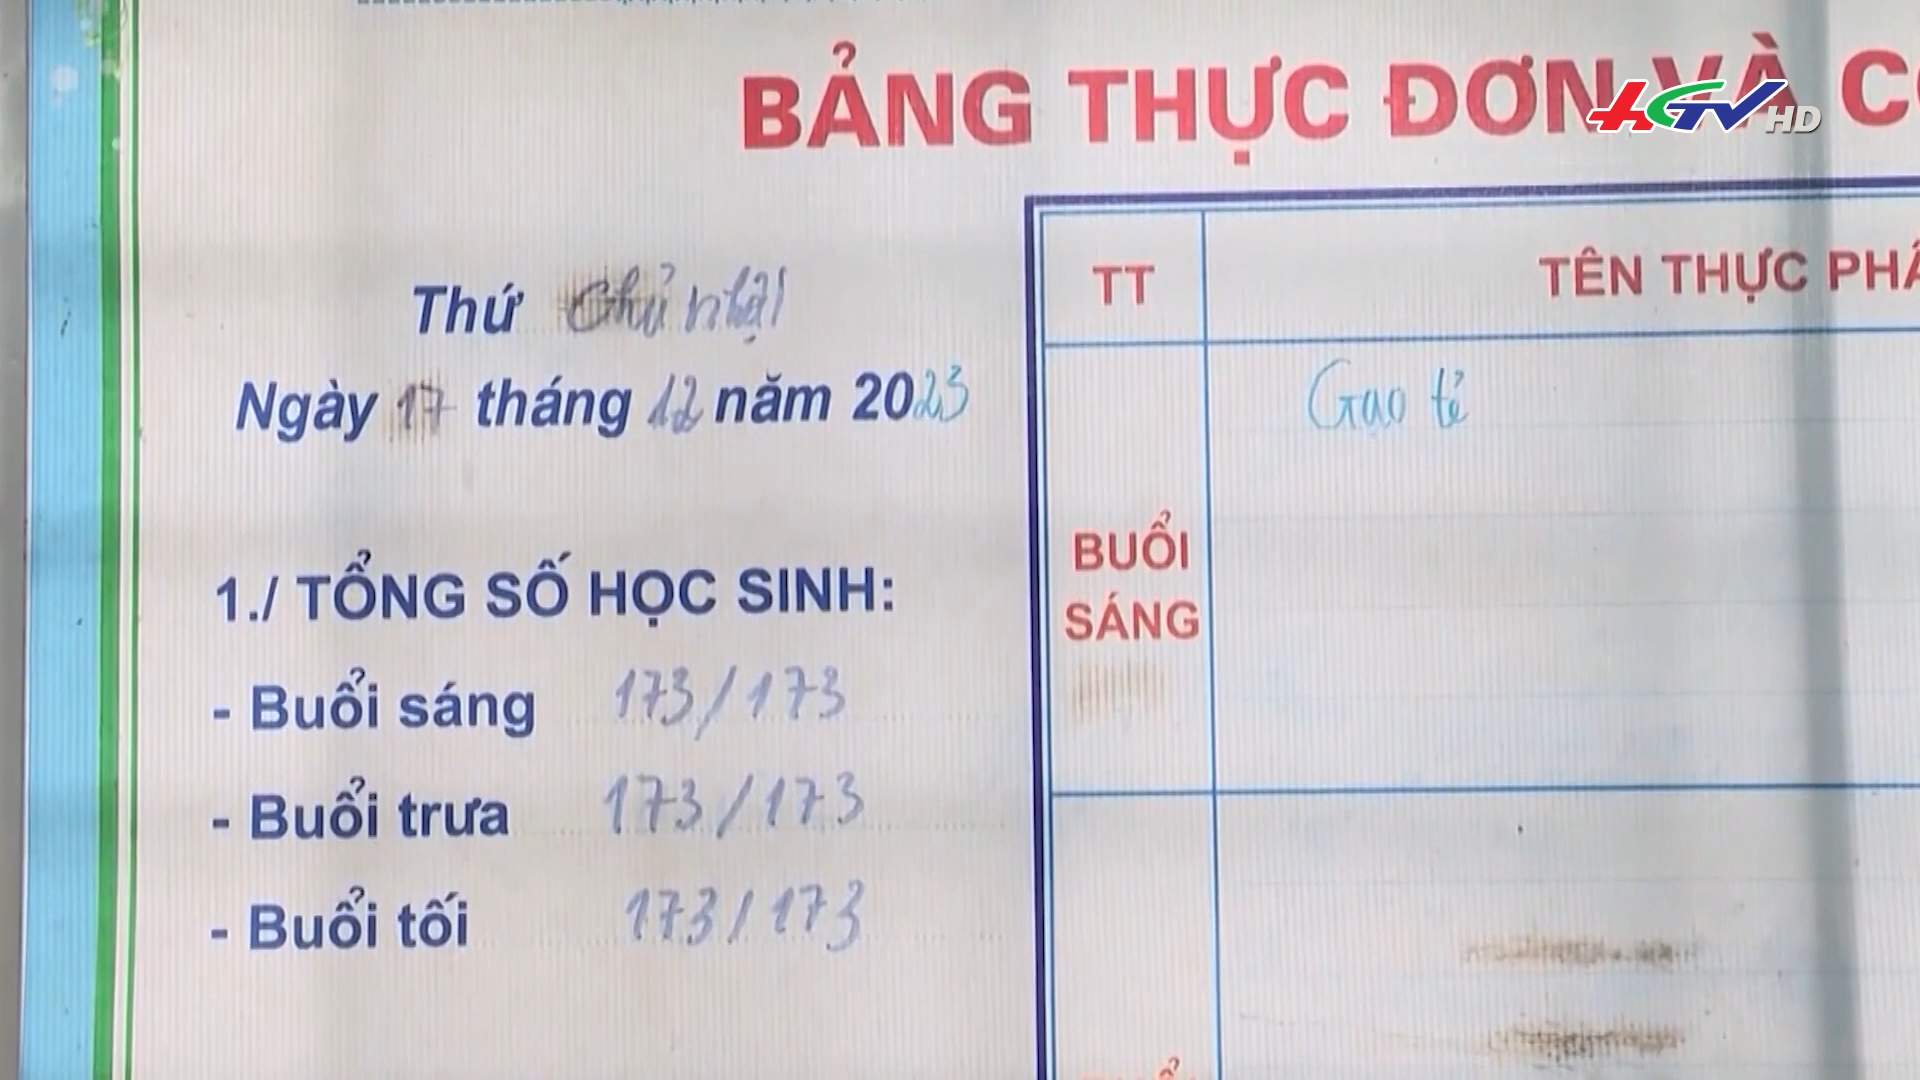 BẢNG THỰC ĐƠN VÀ
HGTV HD
Thứ Chủ nhật
Ngày 17 tháng 12 năm 2023
1./ TỔNG SỐ HỌC SINH:
- Buổi sáng 173/173
- Buổi trưa 173/173
- Buổi tối 173/173
TT
TÊN THỰC
BUỔI
SÁNG
Gạo tẻ